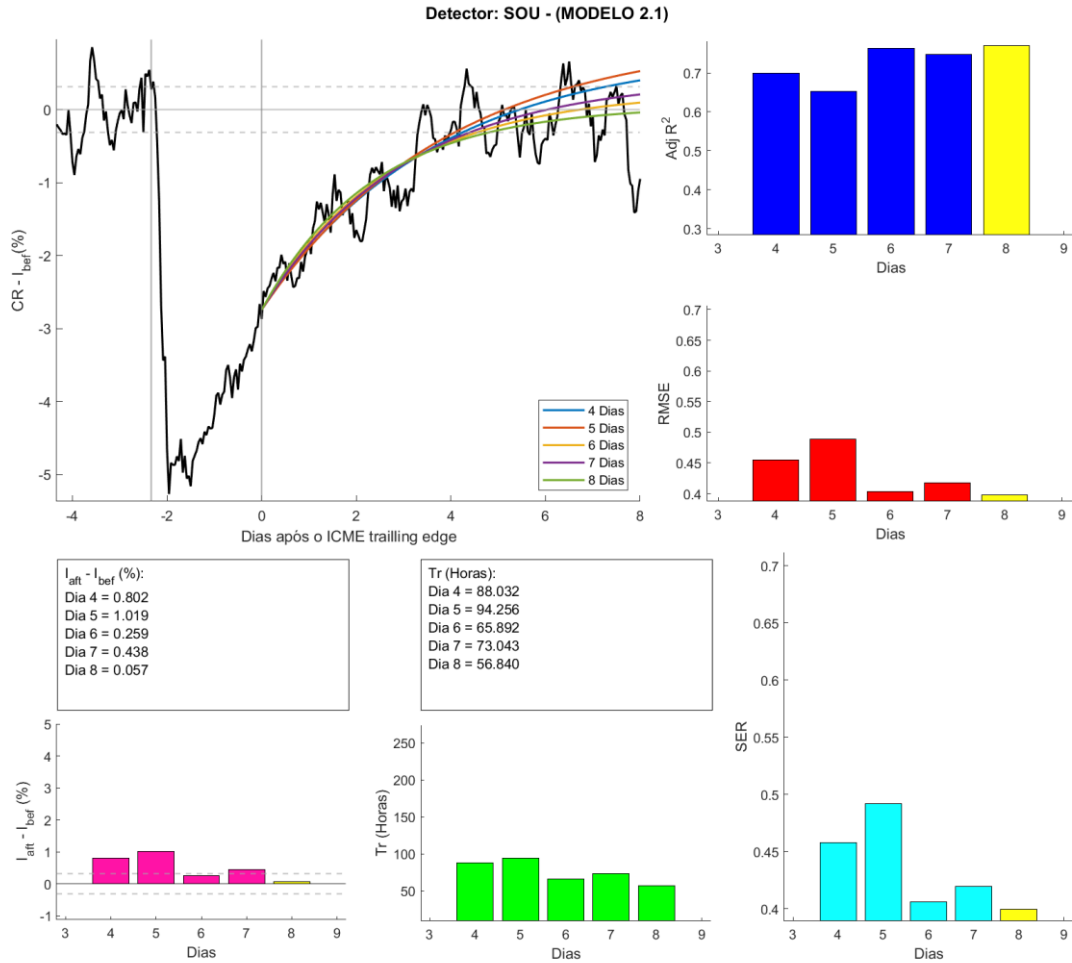 Detector: SOU - (MODELO 2.1)
CR - I_bef (%)
0
-1
-2
-3
-4
-5
-4 -2 0 2 4 6 8
Dias após o ICME trailling edge
4 Dias
5 Dias
6 Dias
7 Dias
8 Dias
Adj R²
0.7
0.6
0.5
0.4
0.3
3 4 5 6 7 8 9
Dias
RMSE
0.7
0.65
0.6
0.55
0.5
0.45
0.4
3 4 5 6 7 8 9
Dias
I_aft - I_bef (%):
Dia 4 = 0.802
Dia 5 = 1.019
Dia 6 = 0.259
Dia 7 = 0.438
Dia 8 = 0.057
Tr (Horas):
Dia 4 = 88.032
Dia 5 = 94.256
Dia 6 = 65.892
Dia 7 = 73.043
Dia 8 = 56.840
I_aft - I_bef (%)
5
4
3
2
1
0
-1
3 4 5 6 7 8 9
Dias
Tr (Horas)
250
200
150
100
50
3 4 5 6 7 8 9
Dias
SER
0.7
0.65
0.6
0.55
0.5
0.45
0.4
3 4 5 6 7 8 9
Dias